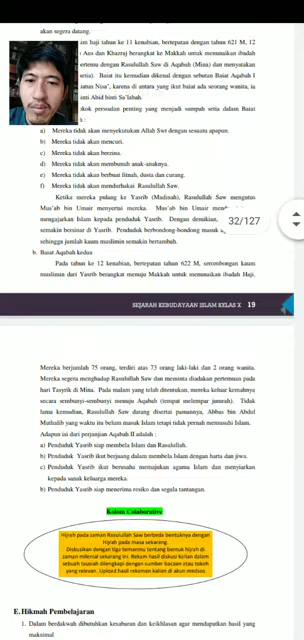 akan segera datang.
am haji tahun ke 11 kenabian, bertepatan dengan tahun 621 M, 12
Aus dan Khazraj berangkat ke Makkah untuk menunaikan ibadah
ertemu dengan Rasulullah Saw di Aqabah (Mina) dan menyatakan
setia). Baiat itu kemudian dikenal dengan sebutan Baiat Aqabah I
atun Nisa', karena di antara yang ikut baiat ada seorang wanita, ia
inti Abid binti Sa'labah.
kok persoalan penting yang menjadi sumpah setia dalam Baiat
a) Mereka tidak akan menyekutukan Allah Swt dengan sesuatu apapun.
b) Mereka tidak akan mencuri.
c) Mereka tidak akan berzina.
d) Mereka tidak akan membunuh anak-anaknya.
e) Mereka tidak akan berbuat fitnah, dusta dan curang.
f) Mereka tidak akan mendurhakai Rasulullah Saw.
Ketika mereka pulang ke Yasrib (Madinah), Rasulullah Saw mengutus
Mus'ab bin Umair menyertai mereka. Mus'ab bin Umair
mengajarkan Islam kepada penduduk Yasrib. Dengan demikian,
semakin bersinar di Yasrib. Penduduk berbondong-bondong masuk
sehingga jumlah kaum muslimin semakin bertambah.
32/127
b. Baiat Aqabah kedua
Pada tahun ke 12 kenabian, bertepatan tahun 622 M, serombongan kaum
muslimin dari Yasrib berangkat menuju Makkah untuk menunaikan ibadah Haji.
SEJARAH KEBUDAYAAN ISLAM KELAS X 19
Mereka berjumlah 75 orang, terdiri atas 73 orang laki-laki dan 2 orang wanita.
Mereka segera menghadap Rasulullah Saw dan meminta diadakan pertemuan pada
hari Tasyrik di Mina. Pada malam yang telah ditentukan, mereka keluar kemahnya
secara sembunyi-sembunyi menuju Aqabah (tempat melempar jumrah). Tidak
lama kemudian, Rasulullah Saw datang disertai pamannya, Abbas bin Abdul
Muthalib yang waktu itu belum masuk Islam tetapi tidak pernah memusuhi Islam.
Adapun isi dari perjanjian Aqabah II adalah :
a) Penduduk Yasrib siap membela Islam dan Rasulullah.
b) Penduduk Yasrib ikut berjuang dalam membela Islam dengan harta dan jiwa.
c) Penduduk Yasrib ikut berusaha memajukan agama Islam dan menyiarkan
kepada sanak keluarga mereka.
b) Penduduk Yasrib siap menerima resiko dan segala tantangan.
Kolom Collaborative
Hijrah pada zaman Rasulullah Saw berbeda bentuknya dengan
Hijrah pada masa sekarang.
Diskusikan dengan tiga temanmu tentang bentuk hijrah di
zaman milenial sekarang ini. Rekam hasil diskusi kalian dalam
sebuah tausiah dilengkapi dengan sumber bacaan atau tokoh
yang relevan. Upload hasil rekaman kalian di akun medsos
E. Hikmah Pembelajaran
1. Dalam berdakwah dibutuhkan kesabaran dan keikhlasan agar mendapatkan hasil yang
maksimal